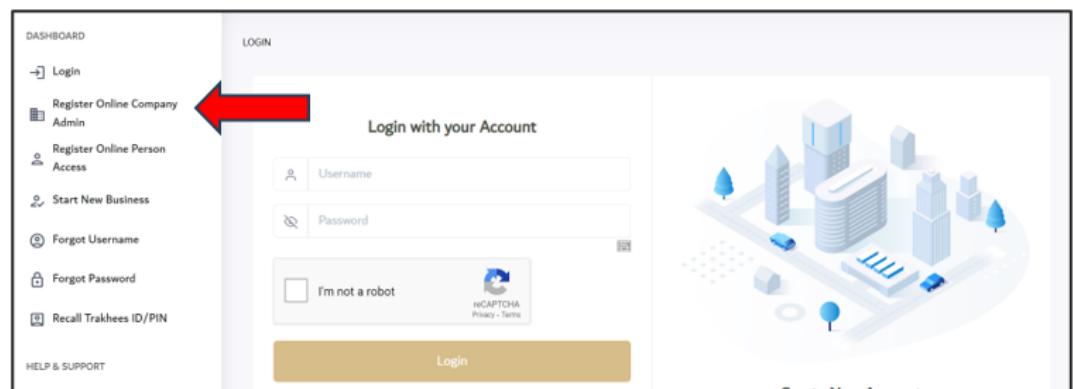 DASHBOARD
Login
Register Online Company
Admin
Register Online Person
Access
Start New Business
Forgot Username
Forgot Password
Recall Trakhees ID/PIN
HELP & SUPPORT
LOGIN
Login with your Account
Username
Password
I'm not a robot
reCAPTCHA
Privacy - Terms
Login